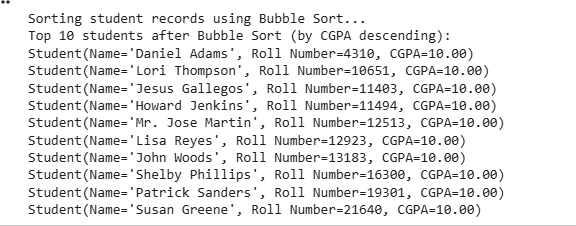 Sorting student records using Bubble Sort...
Top 10 students after Bubble Sort (by CGPA descending):
Student(Name='Daniel Adams', Roll Number=4310, CGPA=10.00)
Student(Name='Lori Thompson', Roll Number=10651, CGPA=10.00)
Student(Name='Jesus Gallegos', Roll Number=11403, CGPA=10.00)
Student(Name='Howard Jenkins', Roll Number=11494, CGPA=10.00)
Student(Name='Mr. Jose Martin', Roll Number=12513, CGPA=10.00)
Student(Name='Lisa Reyes', Roll Number=12923, CGPA=10.00)
Student(Name='John Woods', Roll Number=13183, CGPA=10.00)
Student(Name='Shelby Phillips', Roll Number=16300, CGPA=10.00)
Student(Name='Patrick Sanders', Roll Number=19301, CGPA=10.00)
Student(Name='Susan Greene', Roll Number=21640, CGPA=10.00)